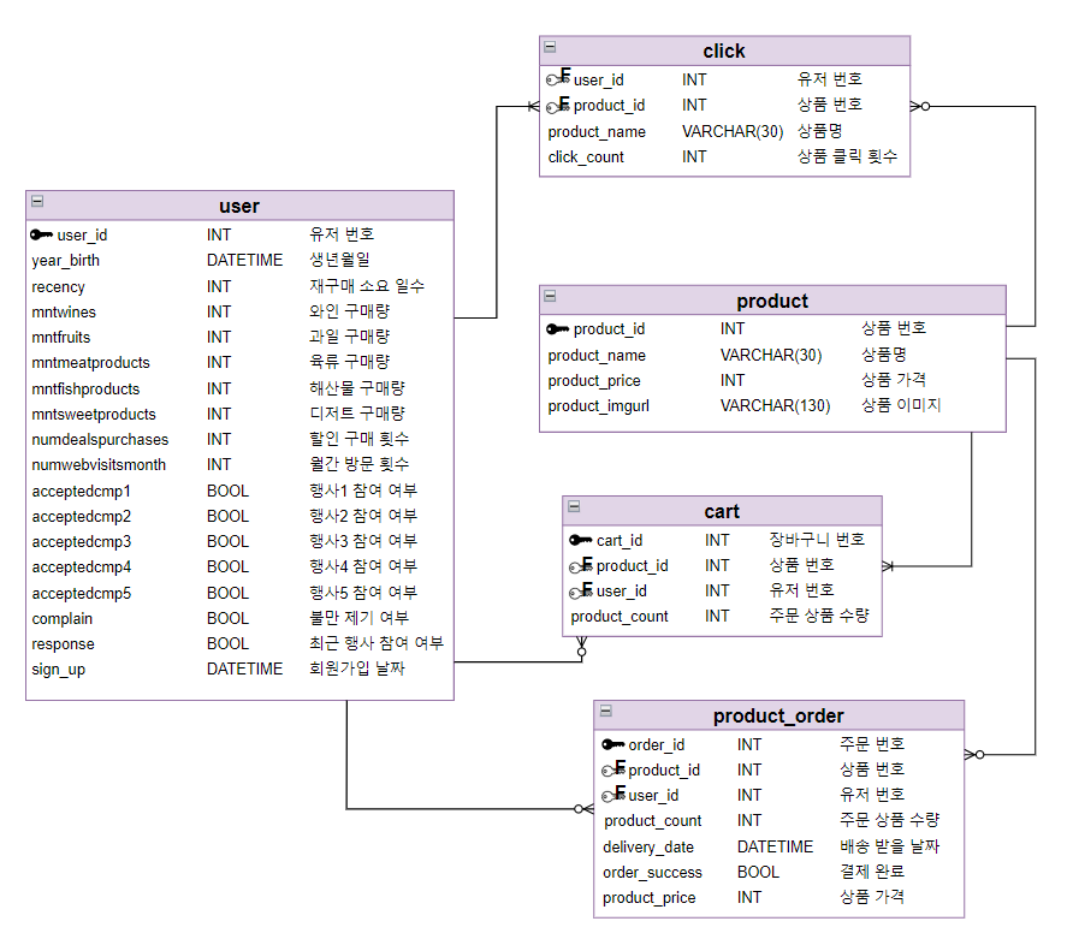 click
user_id INT 유저 번호
product_id INT 상품 번호
product_name VARCHAR(30) 상품명
click_count INT 상품 클릭 횟수
user
user_id INT 유저 번호
year_birth DATETIME 생년월일
recency INT 재구매 소요 일수
mntwines INT 와인 구매량
mntfruits INT 과일 구매량
mntmeatproducts INT 육류 구매량
mntfishproducts INT 해산물 구매량
mntsweetproducts INT 디저트 구매량
numdealspurchases INT 할인 구매 횟수
numwebvisitsmonth INT 월간 방문 횟수
acceptedcmp1 BOOL 행사1 참여 여부
acceptedcmp2 BOOL 행사2 참여 여부
acceptedcmp3 BOOL 행사3 참여 여부
acceptedcmp4 BOOL 행사4 참여 여부
acceptedcmp5 BOOL 행사5 참여 여부
complain BOOL 불만 제기 여부
response BOOL 최근 행사 참여 여부
sign_up DATETIME 회원가입 날짜
product
product_id INT 상품 번호
product_name VARCHAR(30) 상품명
product_price INT 상품 가격
product_imgurl VARCHAR(130) 상품 이미지
cart
cart_id INT 장바구니 번호
product_id INT 상품 번호
user_id INT 유저 번호
product_count INT 주문 상품 수량
product_order
order_id INT 주문 번호
product_id INT 상품 번호
user_id INT 유저 번호
product_count INT 주문 상품 수량
delivery_date DATETIME 배송 받을 날짜
order_success BOOL 결제 완료
product_price INT 상품 가격